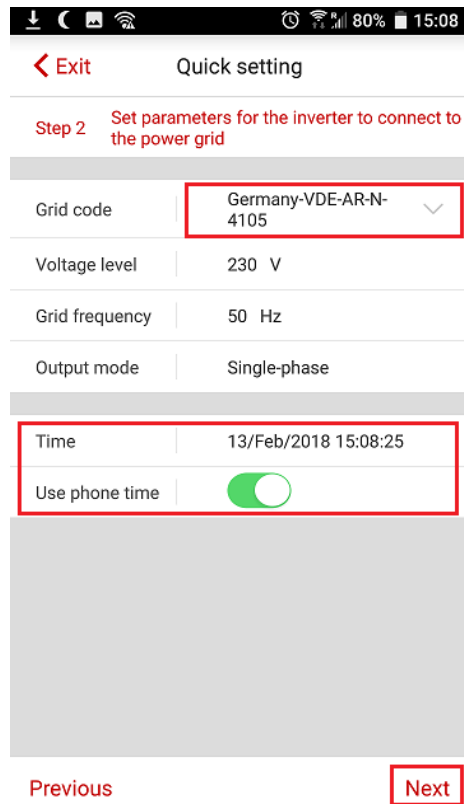 80% 15:08
Exit Quick setting
Step 2 Set parameters for the inverter to connect to
the power grid
Grid code Germany-VDE-AR-N-
4105
Voltage level 230 V
Grid frequency 50 Hz
Output mode Single-phase
Time 13/Feb/2018 15:08:25
Use phone time
Previous Next